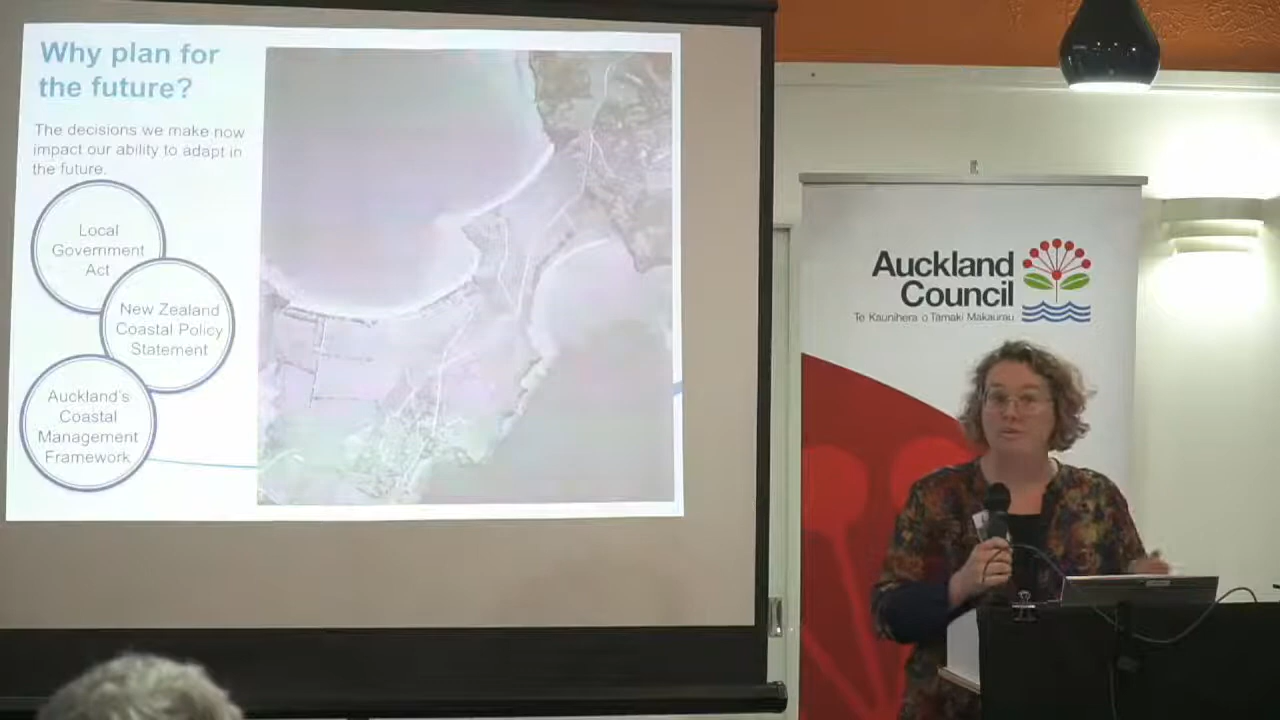 Why plan for
the future?
The decisions we make now
impact our ability to adapt in
the future.
Local
Government
Act
New Zealand
Coastal Policy
Statement
Auckland's
Coastal
Management
Framework
Auckland
Council
Te Kaunihera o Tāmaki Makaurau